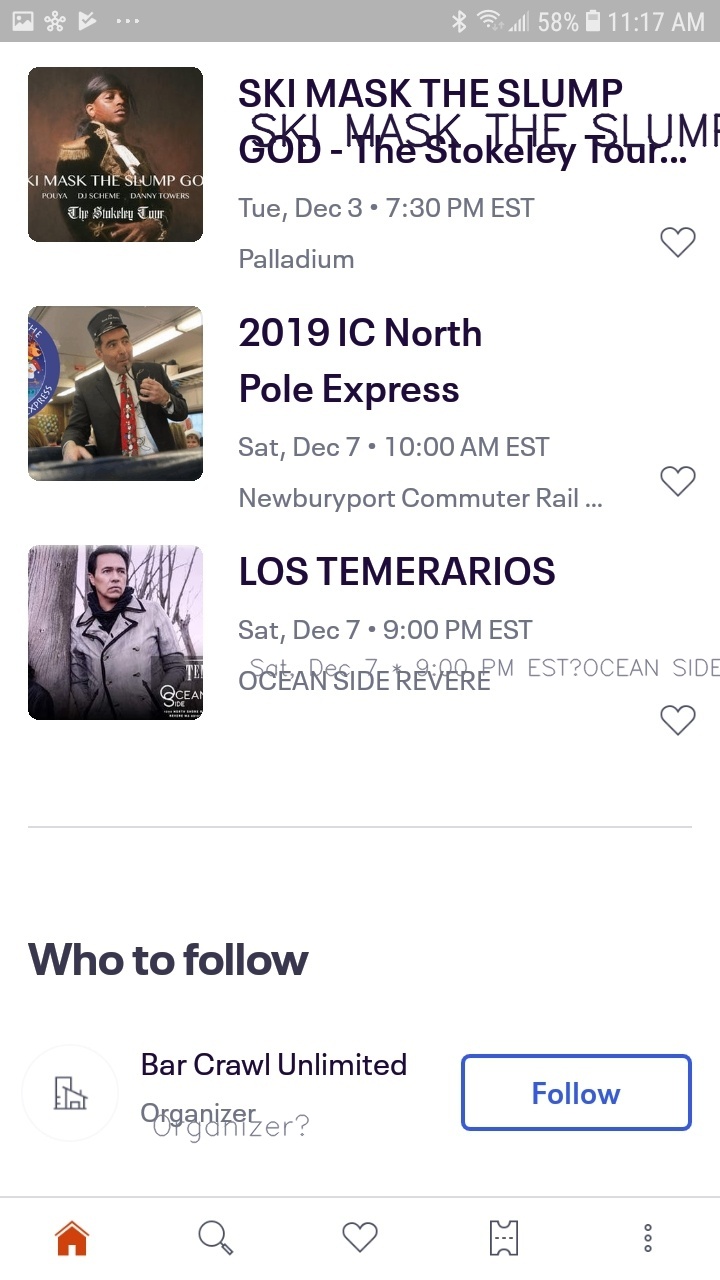 58% 11:17 AM
SKI MASK THE SLUMP
SKI MASK THE SLUMP
GOD - The Stokeley Tour...
KI MASK THE SLUMP GO
POUYA DJ SCHEME DANNY TOWERS
The Stokeley Tour
Tue, Dec 3 • 7:30 PM EST
Palladium
THE
EXPRESS
2019 IC North
Pole Express
Sat, Dec 7 • 10:00 AM EST
Newburyport Commuter Rail ...
LOS TEMERARIOS
Sat, Dec 7 • 9:00 PM EST
Sat, Dec 7 * 9:00 PM EST?OCEAN SIDE
OCEAN SIDE REVERE
TE
OCEAN
SIDE
Who to follow
Bar Crawl Unlimited
Organizer
Organizer?
Follow